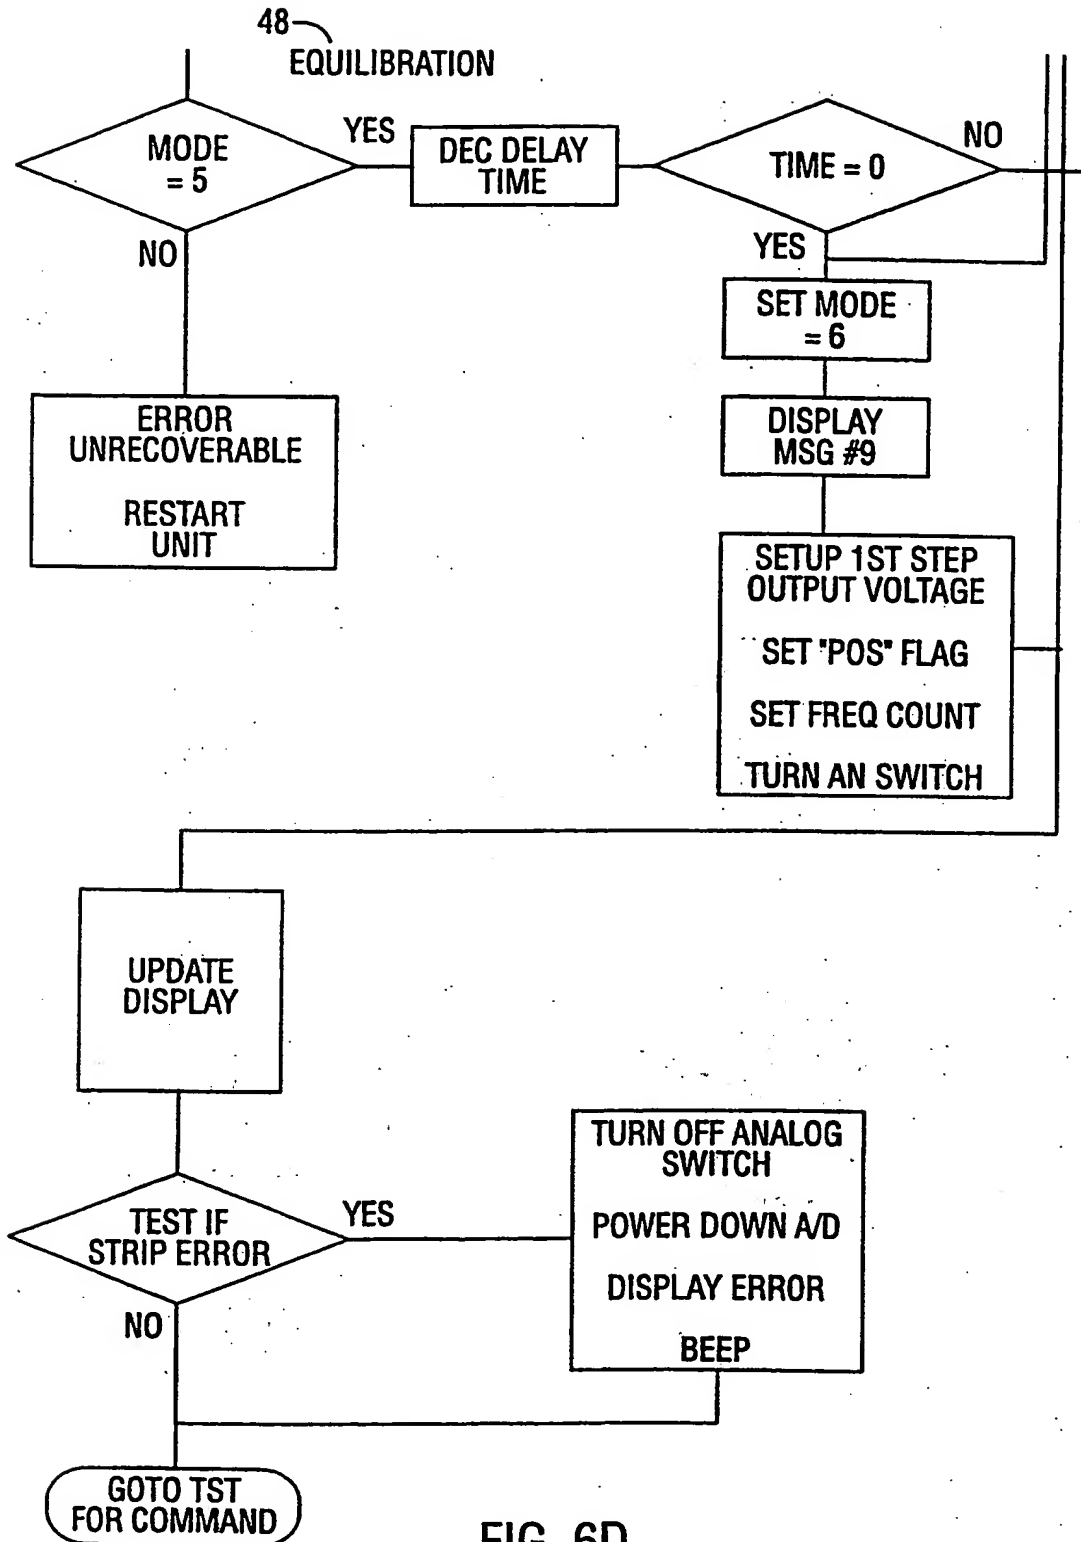 48
EQUILIBRATION
MODE
= 5
YES
DEC DELAY
TIME
TIME = 0
NO
NO
YES
SET MODE
= 6
ERROR
UNRECOVERABLE
RESTART
UNIT
DISPLAY
MSG #9
SETUP 1ST STEP
OUTPUT VOLTAGE
SET "POS" FLAG
SET FREQ COUNT
TURN AN SWITCH
UPDATE
DISPLAY
TEST IF
STRIP ERROR
YES
NO
TURN OFF ANALOG
SWITCH
POWER DOWN A/D
DISPLAY ERROR
BEEP
GOTO TST
FOR COMMAND
FIG. 6D